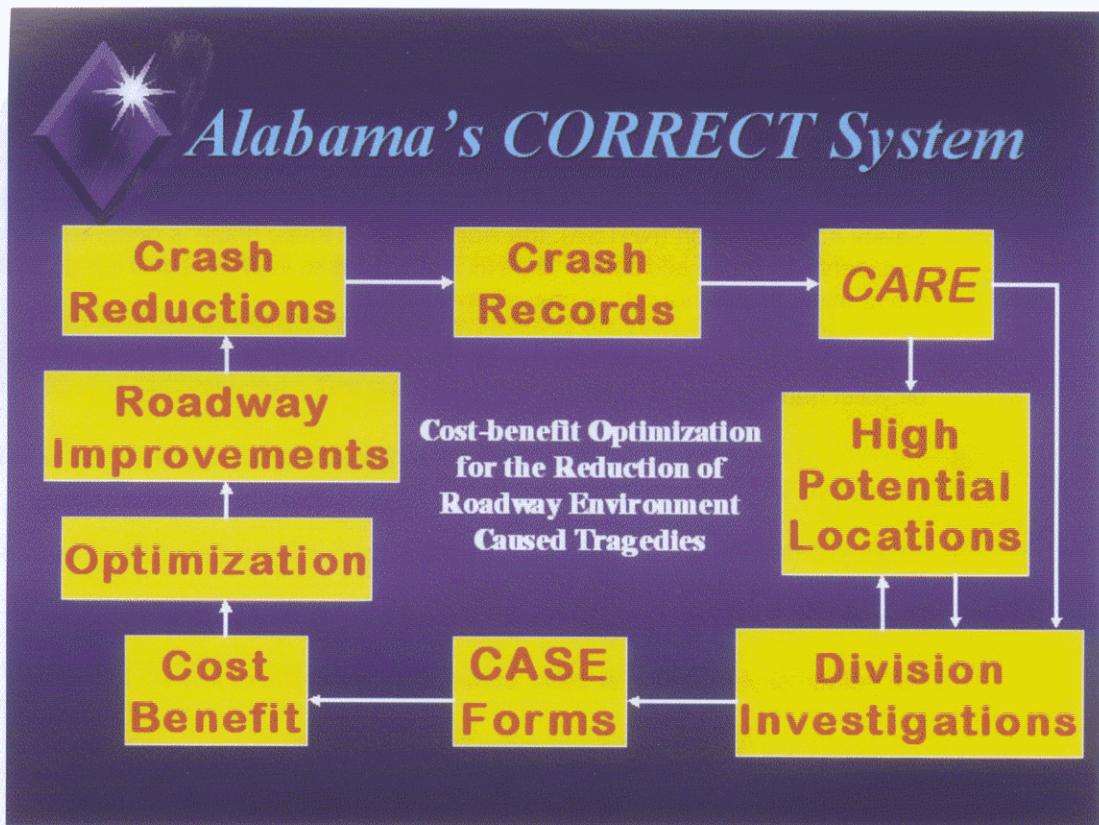 Alabama's CORRECT System
Crash
Reductions
Crash
Records
CARE
Roadway
Improvements
Cost-benefit Optimization
for the Reduction of
Roadway Environment
Caused Tragedies
High
Potential
Locations
Optimization
Cost
Benefit
CASE
Forms
Division
Investigations